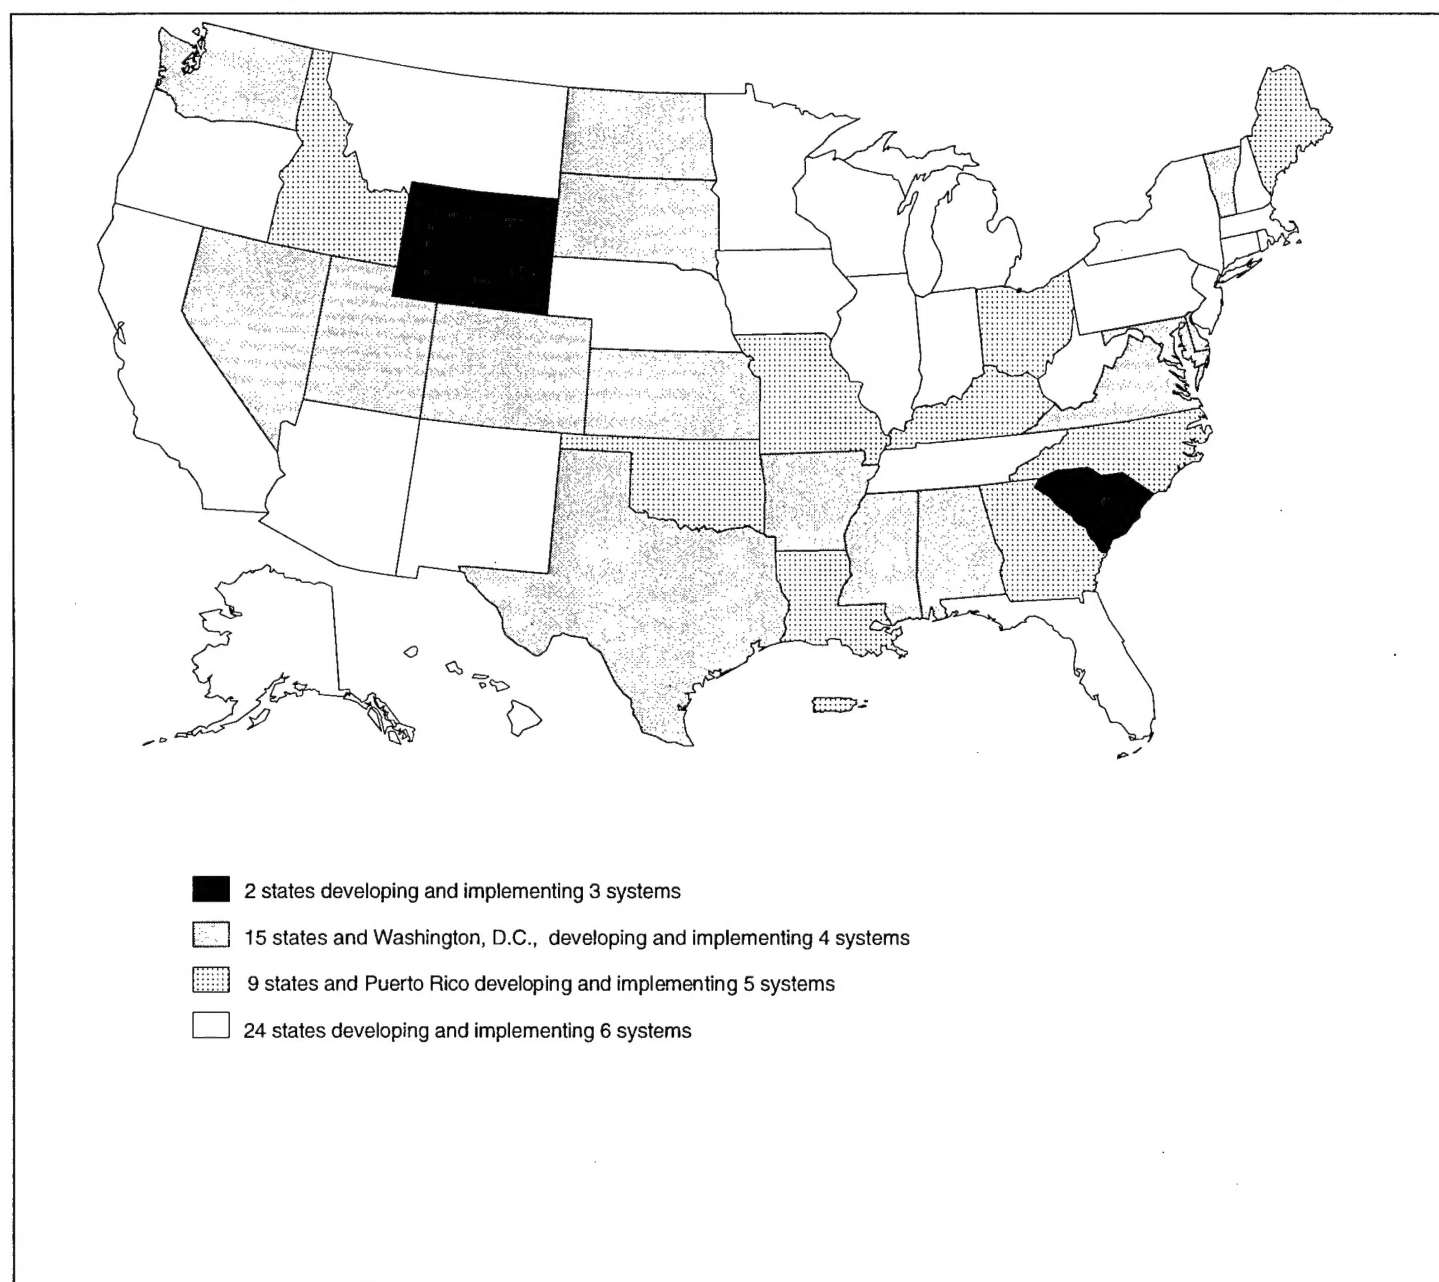 2 states developing and implementing 3 systems
15 states and Washington, D.C., developing and implementing 4 systems
9 states and Puerto Rico developing and implementing 5 systems
24 states developing and implementing 6 systems